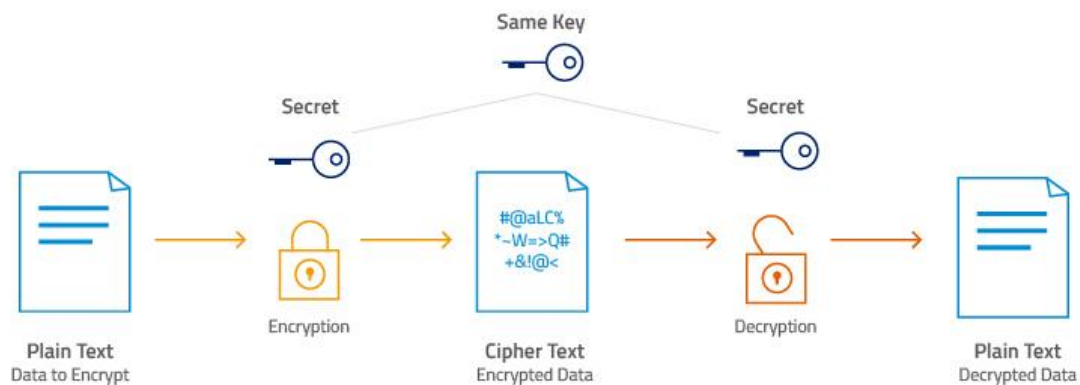 Same Key
Secret
Secret
#@aLC%
*~W=>Q#
+&!@<
Encryption
Decryption
Plain Text
Data to Encrypt
Cipher Text
Encrypted Data
Plain Text
Decrypted Data